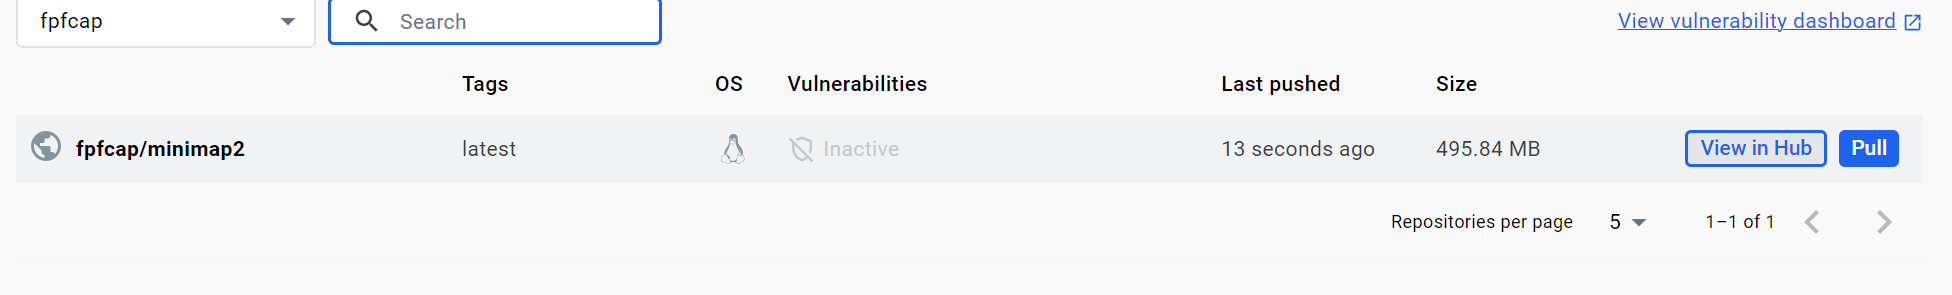 fpfcap Search View vulnerability dashboard
Tags OS Vulnerabilities Last pushed Size
fpfcap/minimap2 latest Inactive 13 seconds ago 495.84 MB View in Hub Pull
Repositories per page 5 1–1 of 1